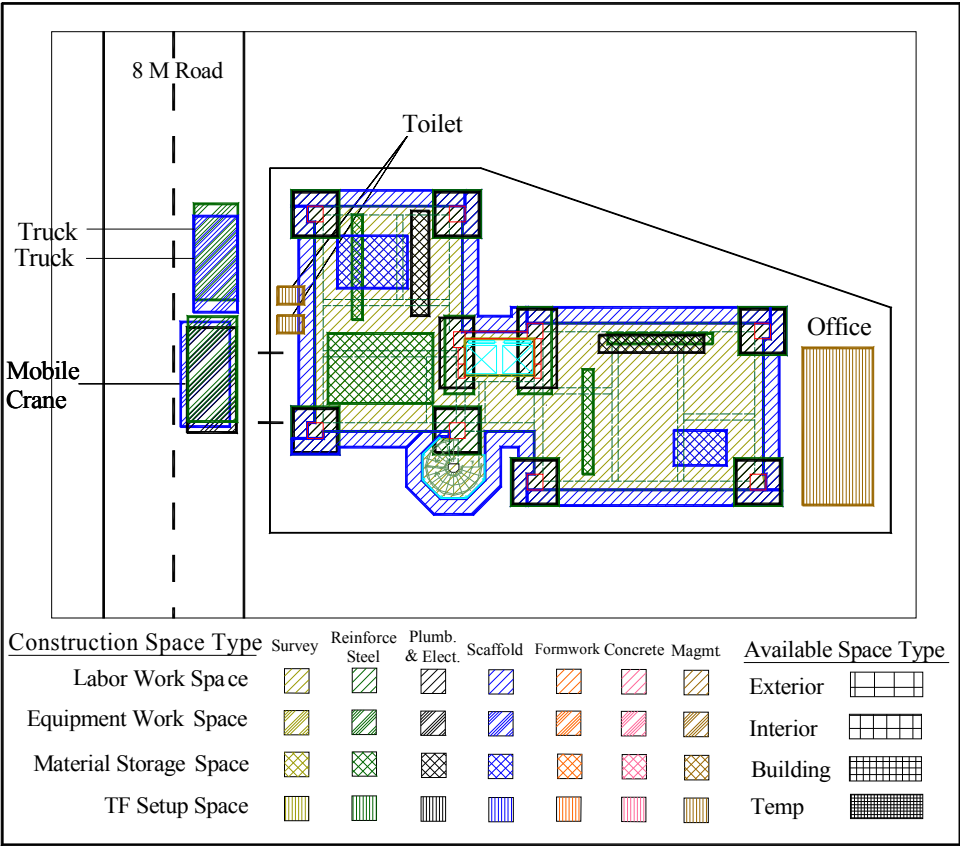 8 M Road
Toilet
Truck
Truck
Office
Mobile
Crane
Construction Space Type
Survey
Reinforce
Steel
Plumb.
& Elect.
Scaffold
Formwork
Concrete
Magmt.
Available Space Type
Labor Work Space
Exterior
Equipment Work Space
Interior
Material Storage Space
Building
TF Setup Space
Temp